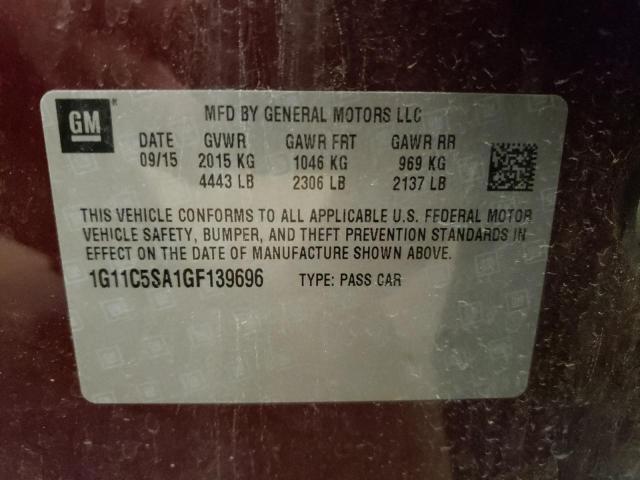 GM®
MFD BY GENERAL MOTORS LLC
DATE GVWR GAWR FRT GAWR RR
09/15 2015 KG 1046 KG 969 KG
4443 LB 2306 LB 2137 LB
THIS VEHICLE CONFORMS TO ALL APPLICABLE U.S. FEDERAL MOTOR
VEHICLE SAFETY, BUMPER, AND THEFT PREVENTION STANDARDS IN
EFFECT ON THE DATE OF MANUFACTURE SHOWN ABOVE.
1G11C5SA1GF139696 TYPE: PASS CAR